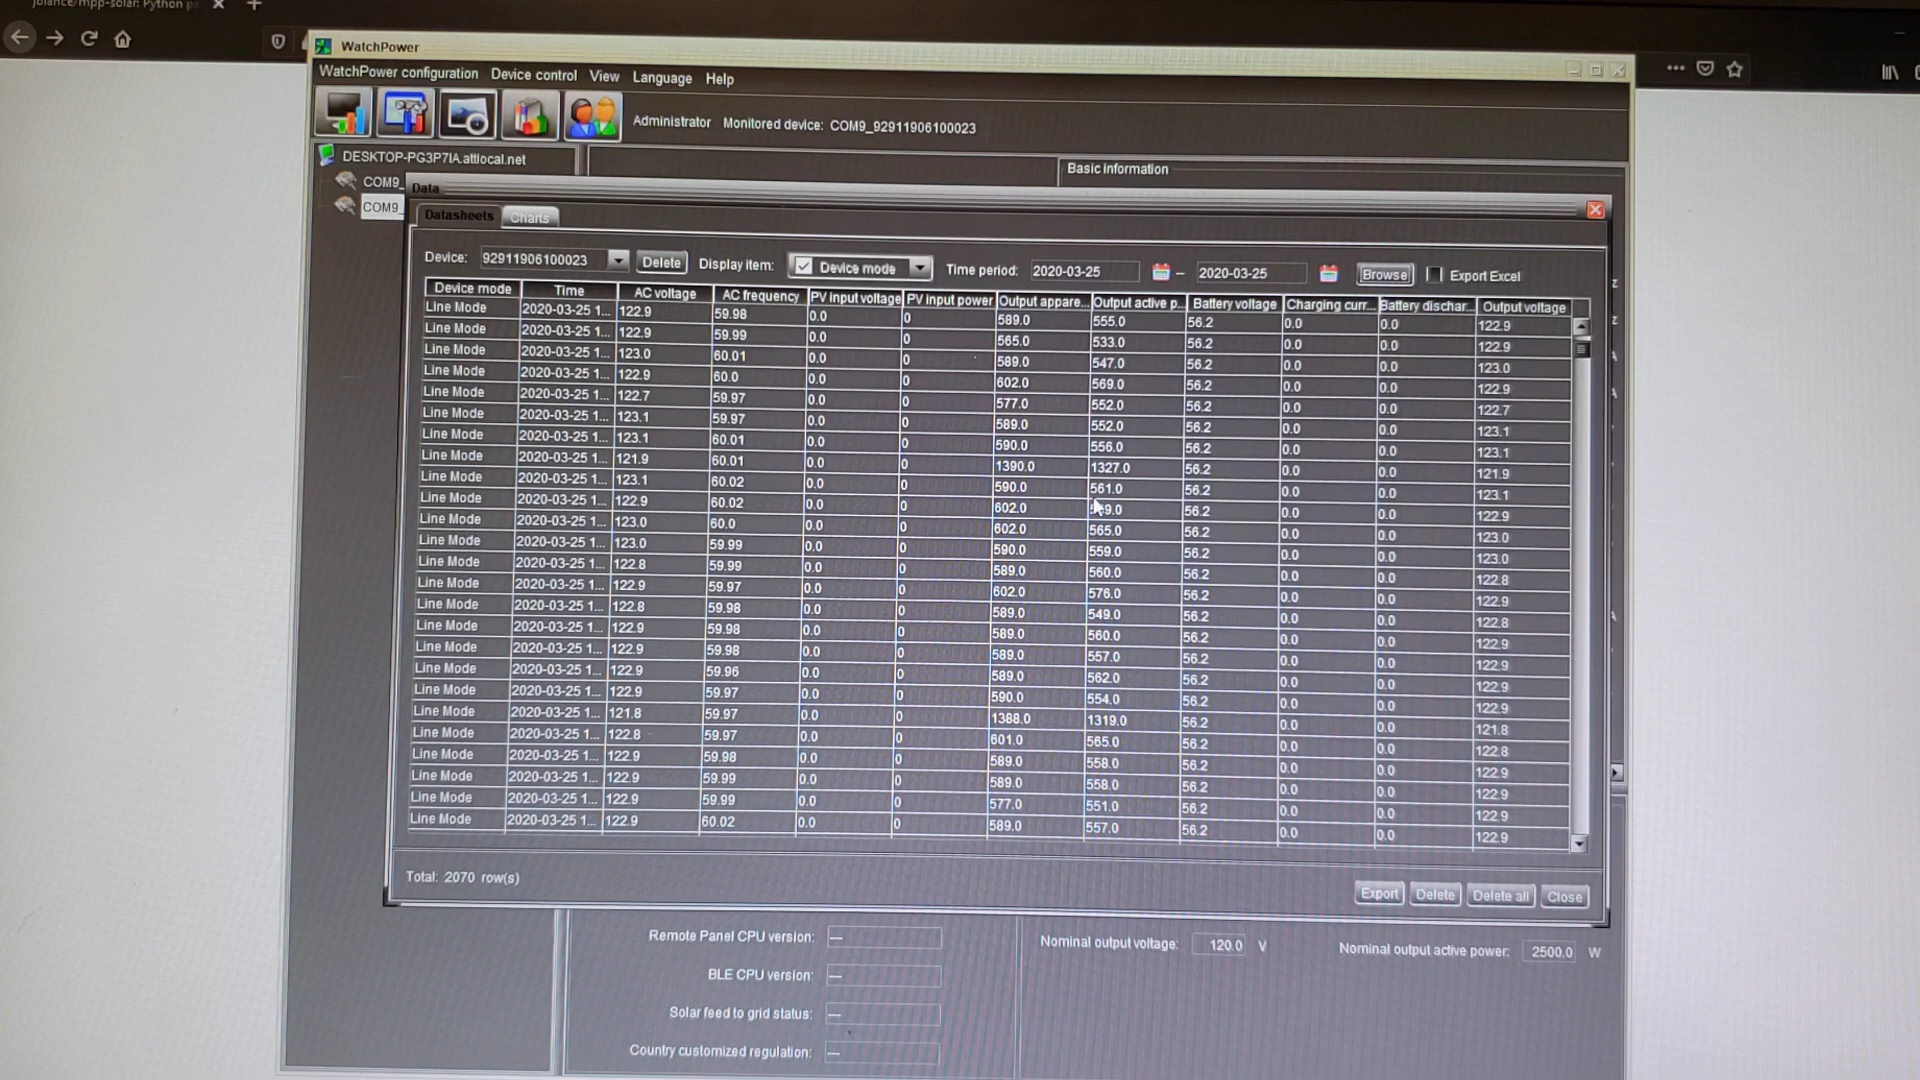 jblance/mpp-solar: Python pa
WatchPower
WatchPower configuration Device control View Language Help
Administrator Monitored device: COM9_92911906100023
DESKTOP-PG3P7IA.attlocal.net
Basic information
COM9_
COM9_
Data
Datasheets Charts
Device: 92911906100023 Delete Display item: Device mode Time period: 2020-03-25 – 2020-03-25 Browse Export Excel
Device mode Time AC voltage AC frequency PV input voltage PV input power Output appare... Output active p... Battery voltage Charging curr... Battery dischar... Output voltage
Line Mode 2020-03-25 1... 122.9 59.98 0.0 0 589.0 555.0 56.2 0.0 0.0 122.9
Line Mode 2020-03-25 1... 122.9 59.99 0.0 0 565.0 533.0 56.2 0.0 0.0 122.9
Line Mode 2020-03-25 1... 123.0 60.01 0.0 0 589.0 547.0 56.2 0.0 0.0 123.0
Line Mode 2020-03-25 1... 122.9 60.0 0.0 0 602.0 569.0 56.2 0.0 0.0 122.9
Line Mode 2020-03-25 1... 122.7 59.97 0.0 0 577.0 552.0 56.2 0.0 0.0 122.7
Line Mode 2020-03-25 1... 123.1 59.97 0.0 0 589.0 552.0 56.2 0.0 0.0 123.1
Line Mode 2020-03-25 1... 123.1 60.01 0.0 0 590.0 556.0 56.2 0.0 0.0 123.1
Line Mode 2020-03-25 1... 121.9 60.01 0.0 0 1390.0 1327.0 56.2 0.0 0.0 121.9
Line Mode 2020-03-25 1... 123.1 60.02 0.0 0 590.0 561.0 56.2 0.0 0.0 123.1
Line Mode 2020-03-25 1... 122.9 60.02 0.0 0 602.0 56.2 0.0 0.0 122.9
Line Mode 2020-03-25 1... 123.0 60.0 0.0 0 602.0 565.0 56.2 0.0 0.0 123.0
Line Mode 2020-03-25 1... 123.0 59.99 0.0 0 590.0 559.0 56.2 0.0 0.0 123.0
Line Mode 2020-03-25 1... 122.8 59.99 0.0 0 589.0 560.0 56.2 0.0 0.0 122.8
Line Mode 2020-03-25 1... 122.9 59.97 0.0 0 602.0 576.0 56.2 0.0 0.0 122.9
Line Mode 2020-03-25 1... 122.8 59.98 0.0 0 589.0 549.0 56.2 0.0 0.0 122.8
Line Mode 2020-03-25 1... 122.9 59.98 0.0 0 589.0 560.0 56.2 0.0 0.0 122.9
Line Mode 2020-03-25 1... 122.9 59.98 0.0 0 589.0 557.0 56.2 0.0 0.0 122.9
Line Mode 2020-03-25 1... 122.9 59.96 0.0 0 589.0 562.0 56.2 0.0 0.0 122.9
Line Mode 2020-03-25 1... 122.9 59.97 0.0 0 590.0 554.0 56.2 0.0 0.0 122.9
Line Mode 2020-03-25 1... 121.8 59.97 0.0 0 1388.0 1319.0 56.2 0.0 0.0 121.8
Line Mode 2020-03-25 1... 122.8 59.97 0.0 0 601.0 565.0 56.2 0.0 0.0 122.8
Line Mode 2020-03-25 1... 122.9 59.98 0.0 0 589.0 558.0 56.2 0.0 0.0 122.9
Line Mode 2020-03-25 1... 122.9 59.99 0.0 0 589.0 558.0 56.2 0.0 0.0 122.9
Line Mode 2020-03-25 1... 122.9 59.99 0.0 0 577.0 551.0 56.2 0.0 0.0 122.9
Line Mode 2020-03-25 1... 122.9 60.02 0.0 0 589.0 557.0 56.2 0.0 0.0 122.9
Total: 2070 row(s)
Export Delete Delete all Close
Remote Panel CPU version: --- Nominal output voltage: 120.0 V Nominal output active power: 2500.0 W
BLE CPU version: ---
Solar feed to grid status: ---
Country customized regulation: ---